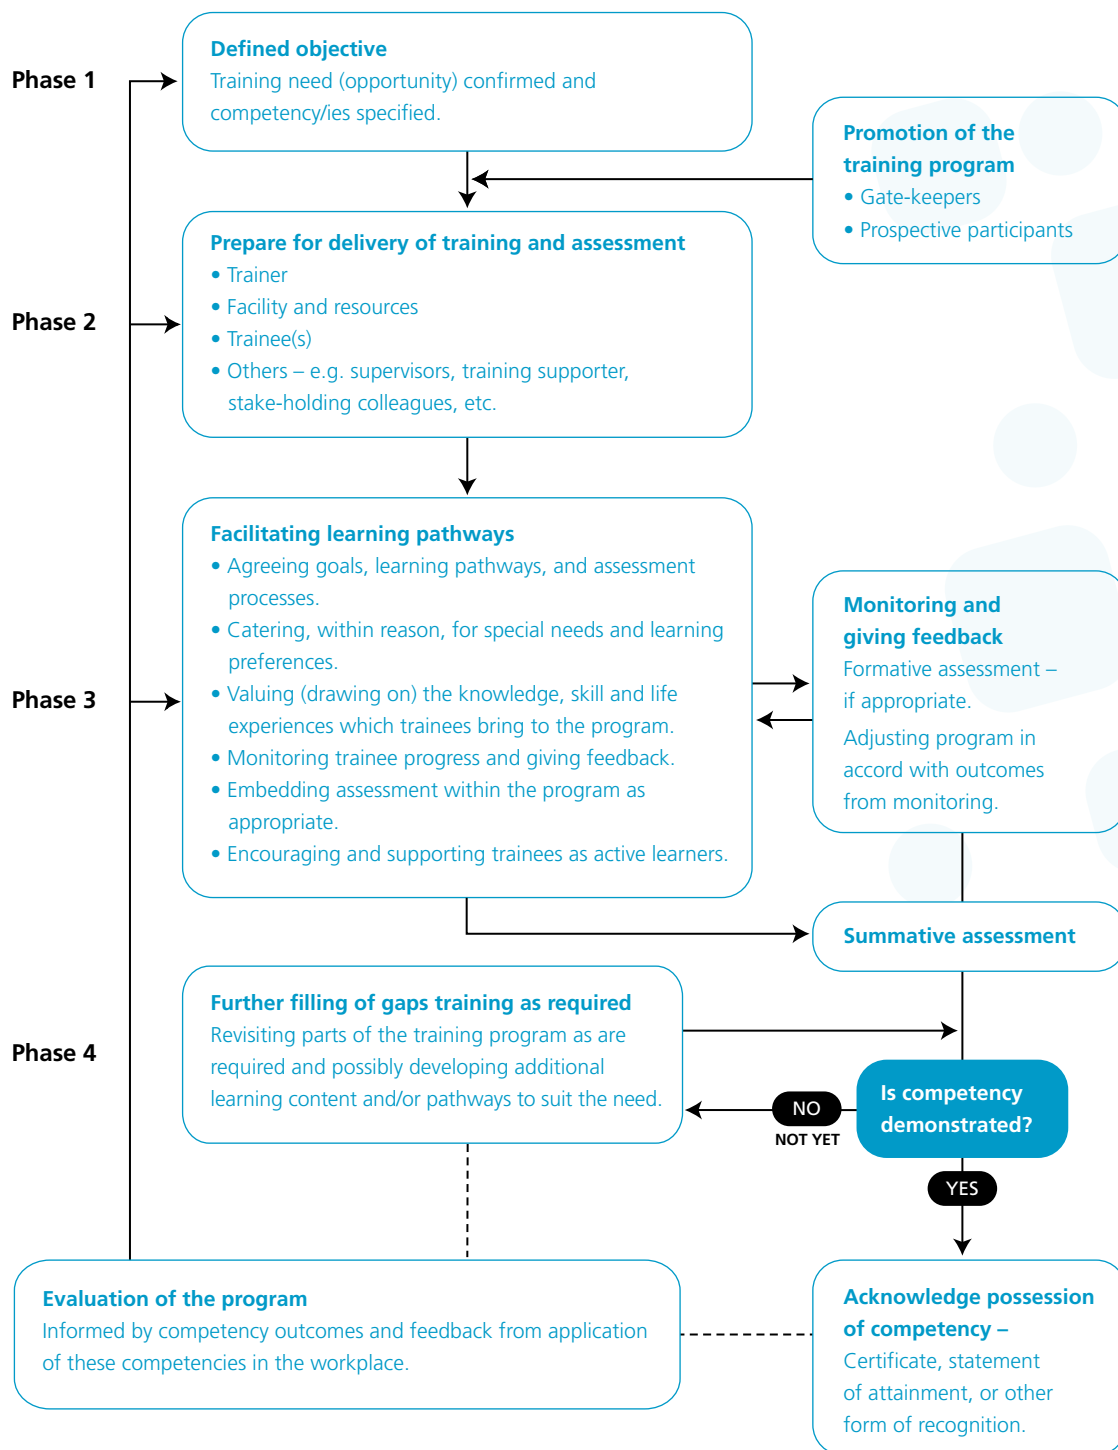 Phase 1
Defined objective
Training need (opportunity) confirmed and
competency/ies specified.
Promotion of the
training program
• Gate-keepers
• Prospective participants
Phase 2
Prepare for delivery of training and assessment
• Trainer
• Facility and resources
• Trainee(s)
• Others – e.g. supervisors, training supporter,
stake-holding colleagues, etc.
Phase 3
Facilitating learning pathways
• Agreeing goals, learning pathways, and assessment
processes.
• Catering, within reason, for special needs and learning
preferences.
• Valuing (drawing on) the knowledge, skill and life
experiences which trainees bring to the program.
• Monitoring trainee progress and giving feedback.
• Embedding assessment within the program as
appropriate.
• Encouraging and supporting trainees as active learners.
Monitoring and
giving feedback
Formative assessment –
if appropriate.
Adjusting program in
accord with outcomes
from monitoring.
Summative assessment
Phase 4
Further filling of gaps training as required
Revisiting parts of the training program as are
required and possibly developing additional
learning content and/or pathways to suit the need.
NO
NOT YET
Is competency
demonstrated?
YES
Evaluation of the program
Informed by competency outcomes and feedback from application
of these competencies in the workplace.
Acknowledge possession
of competency –
Certificate, statement
of attainment, or other
form of recognition.